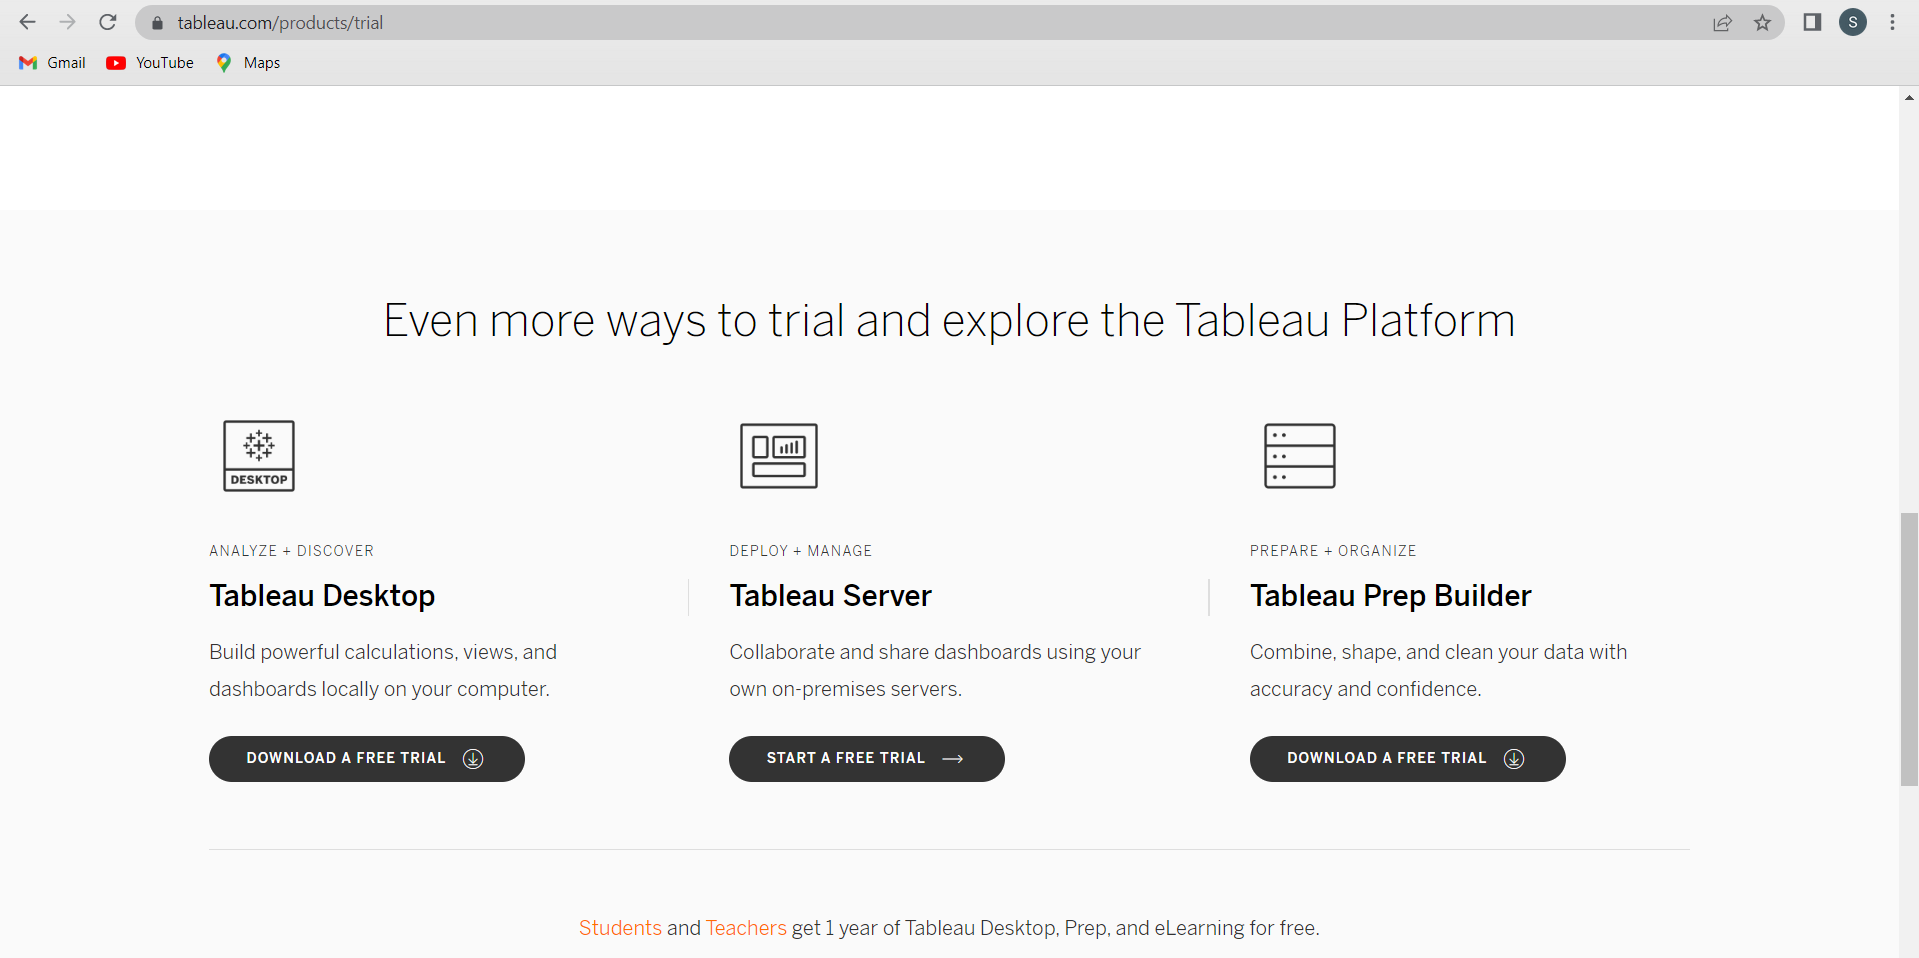 tableau.com/products/trial
S
Gmail YouTube Maps
Even more ways to trial and explore the Tableau Platform
DESKTOP
ANALYZE + DISCOVER
Tableau Desktop
Build powerful calculations, views, and
dashboards locally on your computer.
DOWNLOAD A FREE TRIAL
DEPLOY + MANAGE
Tableau Server
Collaborate and share dashboards using your
own on-premises servers.
START A FREE TRIAL
PREPARE + ORGANIZE
Tableau Prep Builder
Combine, shape, and clean your data with
accuracy and confidence.
DOWNLOAD A FREE TRIAL
Students and Teachers get 1 year of Tableau Desktop, Prep, and eLearning for free.